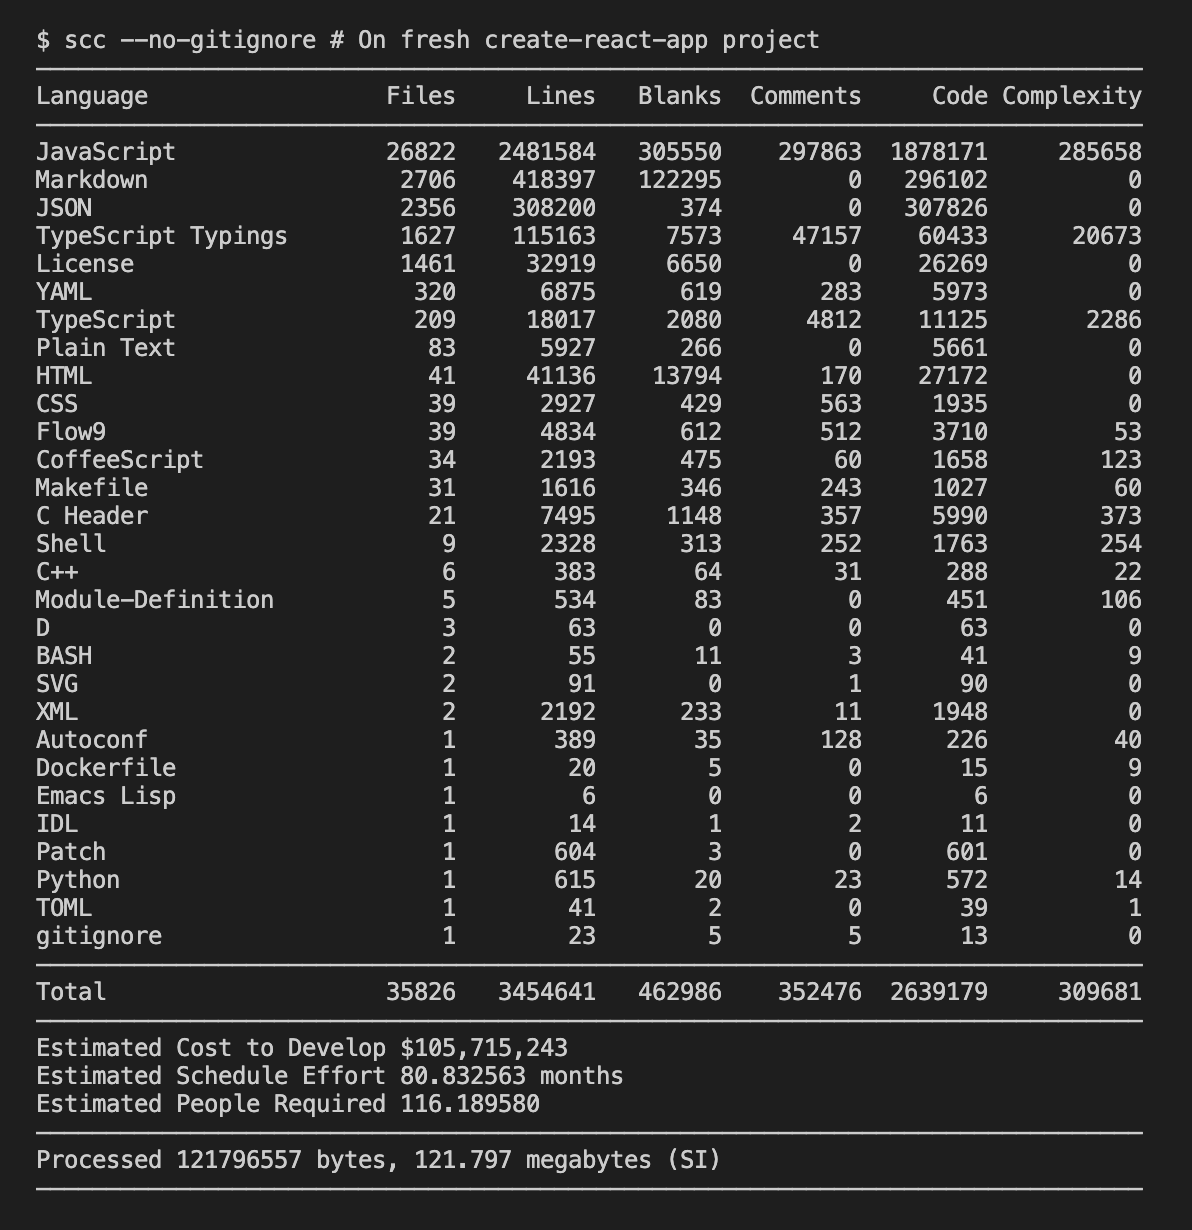 $ scc --no-gitignore # On fresh create-react-app project
Language Files Lines Blanks Comments Code Complexity
JavaScript 26822 2481584 305550 297863 1878171 285658
Markdown 2706 418397 122295 0 296102 0
JSON 2356 308200 374 0 307826 0
TypeScript Typings 1627 115163 7573 47157 60433 20673
License 1461 32919 6650 0 26269 0
YAML 320 6875 619 283 5973 0
TypeScript 209 18017 2080 4812 11125 2286
Plain Text 83 5927 266 0 5661 0
HTML 41 41136 13794 170 27172 0
CSS 39 2927 429 563 1935 0
Flow9 39 4834 612 512 3710 53
CoffeeScript 34 2193 475 60 1658 123
Makefile 31 1616 346 243 1027 60
C Header 21 7495 1148 357 5990 373
Shell 9 2328 313 252 1763 254
C++ 6 383 64 31 288 22
Module-Definition 5 534 83 0 451 106
D 3 63 0 0 63 0
BASH 2 55 11 3 41 9
SVG 2 91 0 1 90 0
XML 2 2192 233 11 1948 0
Autoconf 1 389 35 128 226 40
Dockerfile 1 20 5 0 15 9
Emacs Lisp 1 6 0 0 6 0
IDL 1 14 1 2 11 0
Patch 1 604 3 0 601 0
Python 1 615 20 23 572 14
TOML 1 41 2 0 39 1
gitignore 1 23 5 5 13 0
Total 35826 3454641 462986 352476 2639179 309681
Estimated Cost to Develop $105,715,243
Estimated Schedule Effort 80.832563 months
Estimated People Required 116.189580
Processed 121796557 bytes, 121.797 megabytes (SI)